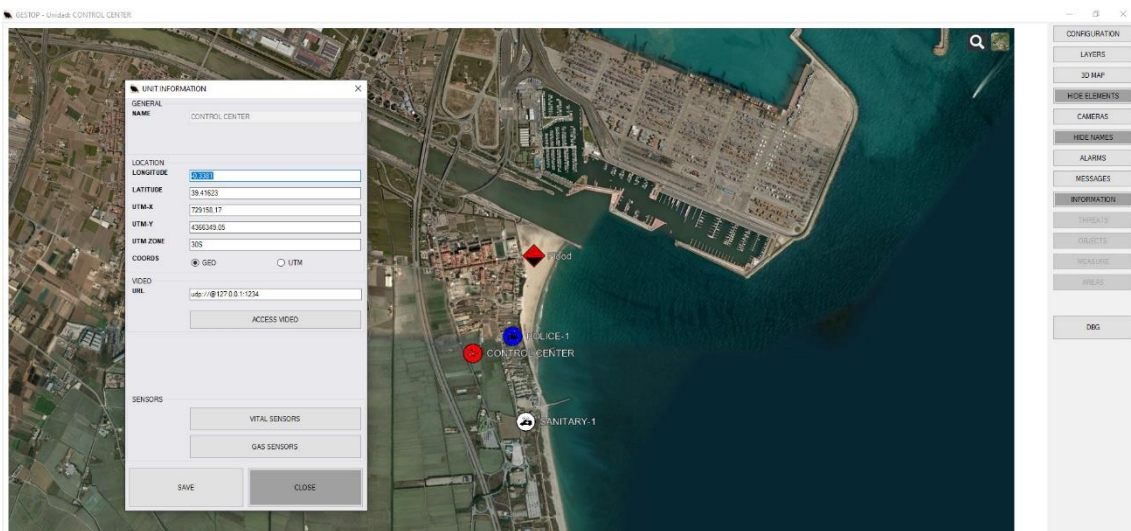 GESTOP - Unidad: CONTROL CENTER
CONFIGURATION
LAYERS
3D MAP
HIDE ELEMENTS
CAMERAS
HIDE NAMES
ALARMS
MESSAGES
INFORMATION
THREATS
OBJECTS
MEASURE
AREAS
DBG
UNIT INFORMATION
GENERAL
NAME CONTROL CENTER
LOCATION
LONGITUDE -0.3381
LATITUDE 39.41623
UTM-X 729158.17
UTM-Y 4366349.05
UTM ZONE 30S
COORDS GEO UTM
VIDEO
URL udp://@127.0.0.1:1234
ACCESS VIDEO
SENSORS
VITAL SENSORS
GAS SENSORS
SAVE CLOSE
Flood
POLICE-1
CONTROL CENTER
SANITARY-1